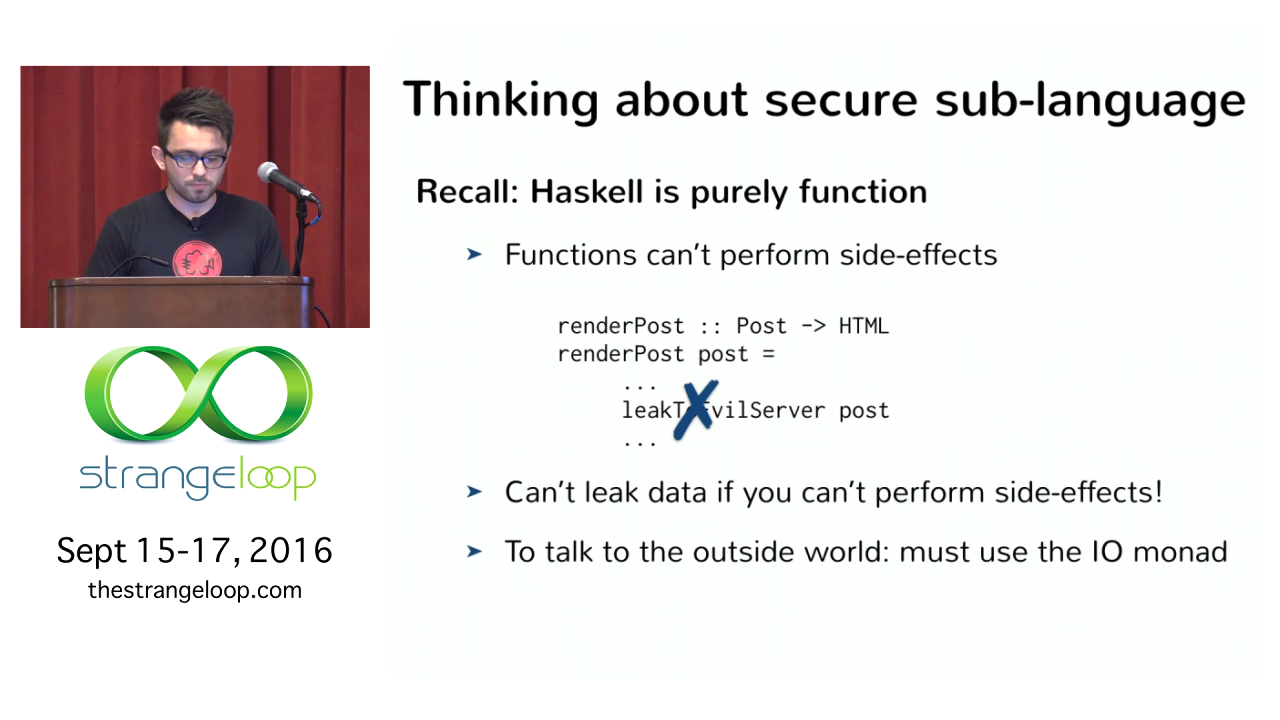 Thinking about secure sub-language
Recall: Haskell is purely function
➤ Functions can't perform side-effects
renderPost :: Post -> HTML
renderPost post =
...
leakToEvilServer post
...
➤ Can't leak data if you can't perform side-effects!
➤ To talk to the outside world: must use the IO monad
strangeloop
Sept 15-17, 2016
thestrangeloop.com